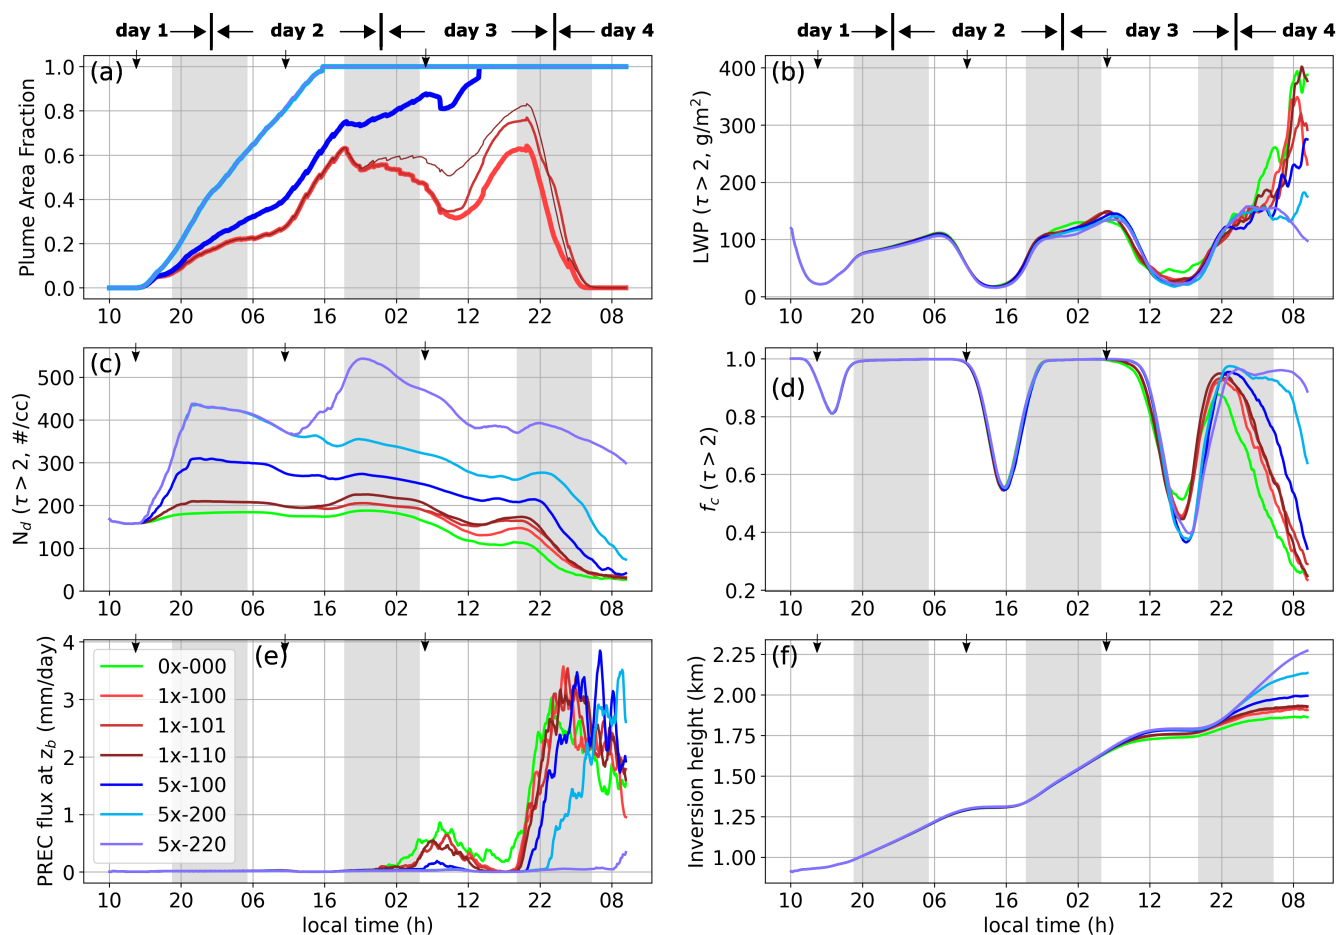 day 1 day 2 day 3 day 4
day 1 day 2 day 3 day 4
(a)
Plume Area Fraction
1.0
0.8
0.6
0.4
0.2
0.0
10 20 06 16 02 12 22 08
(b)
LWP (τ > 2, g/m²)
400
300
200
100
0
10 20 06 16 02 12 22 08
(c)
N_d (τ > 2, #/cc)
500
400
300
200
100
0
10 20 06 16 02 12 22 08
(d)
f_c (τ > 2)
1.0
0.8
0.6
0.4
0.2
10 20 06 16 02 12 22 08
(e)
PREC flux at z_b (mm/day)
4
3
2
1
0
0x-000
1x-100
1x-101
1x-110
5x-100
5x-200
5x-220
10 20 06 16 02 12 22 08
local time (h)
(f)
Inversion height (km)
2.25
2.00
1.75
1.50
1.25
1.00
10 20 06 16 02 12 22 08
local time (h)